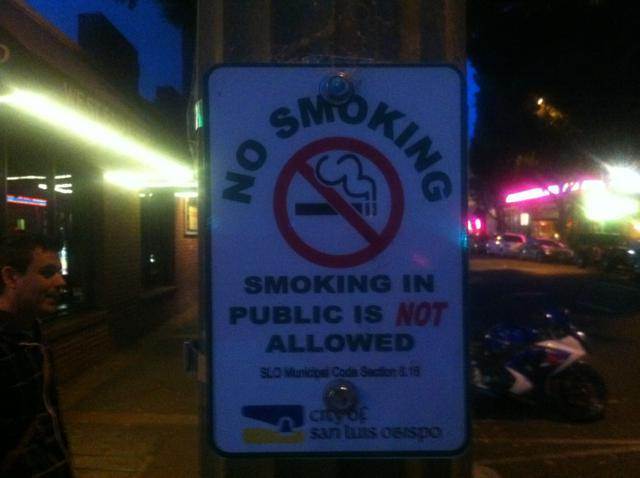 NO SMOKING
SMOKING IN
PUBLIC IS NOT
ALLOWED
SLO Municipal Code Section 8.16
city of
san luis obispo